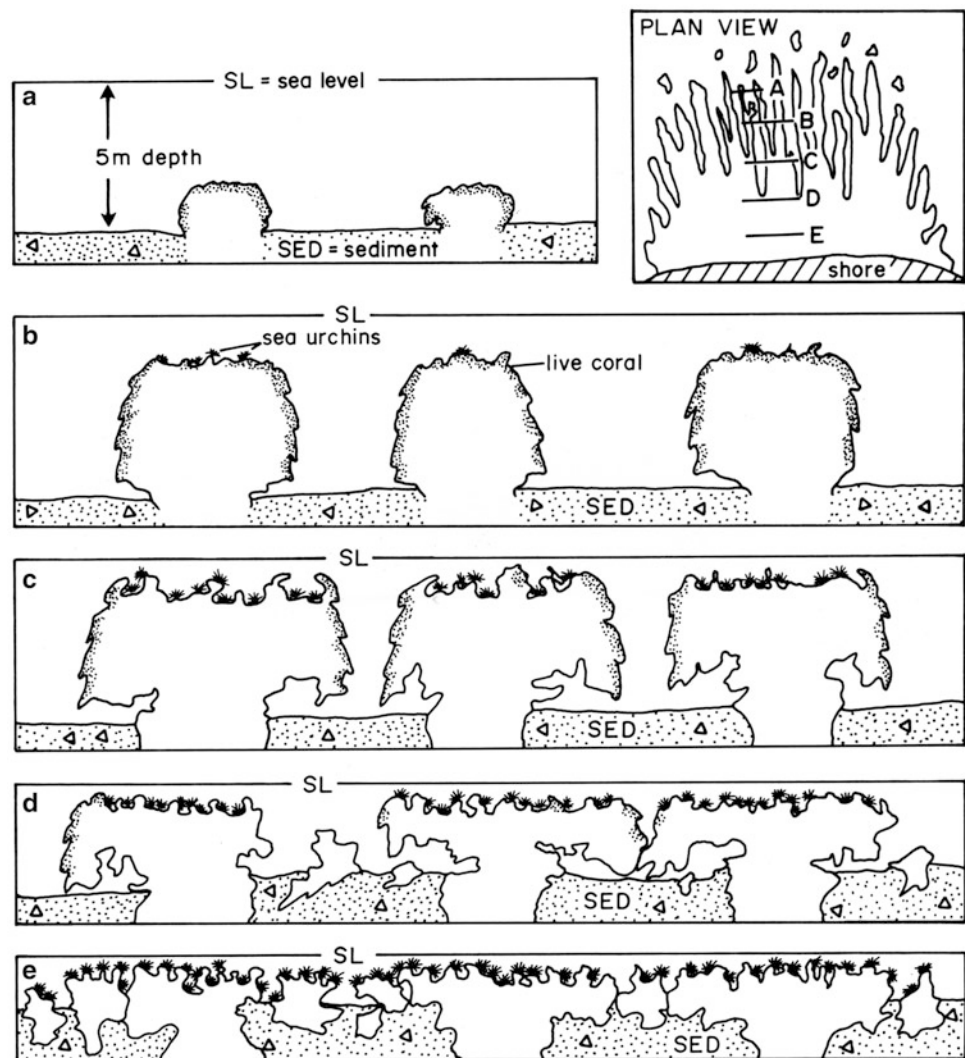 a
SL = sea level
5m depth
SED = sediment
PLAN VIEW
A
B
B
C
D
E
shore
b
SL
sea urchins
live coral
SED
c
SL
SED
d
SL
SED
e
SL
SED